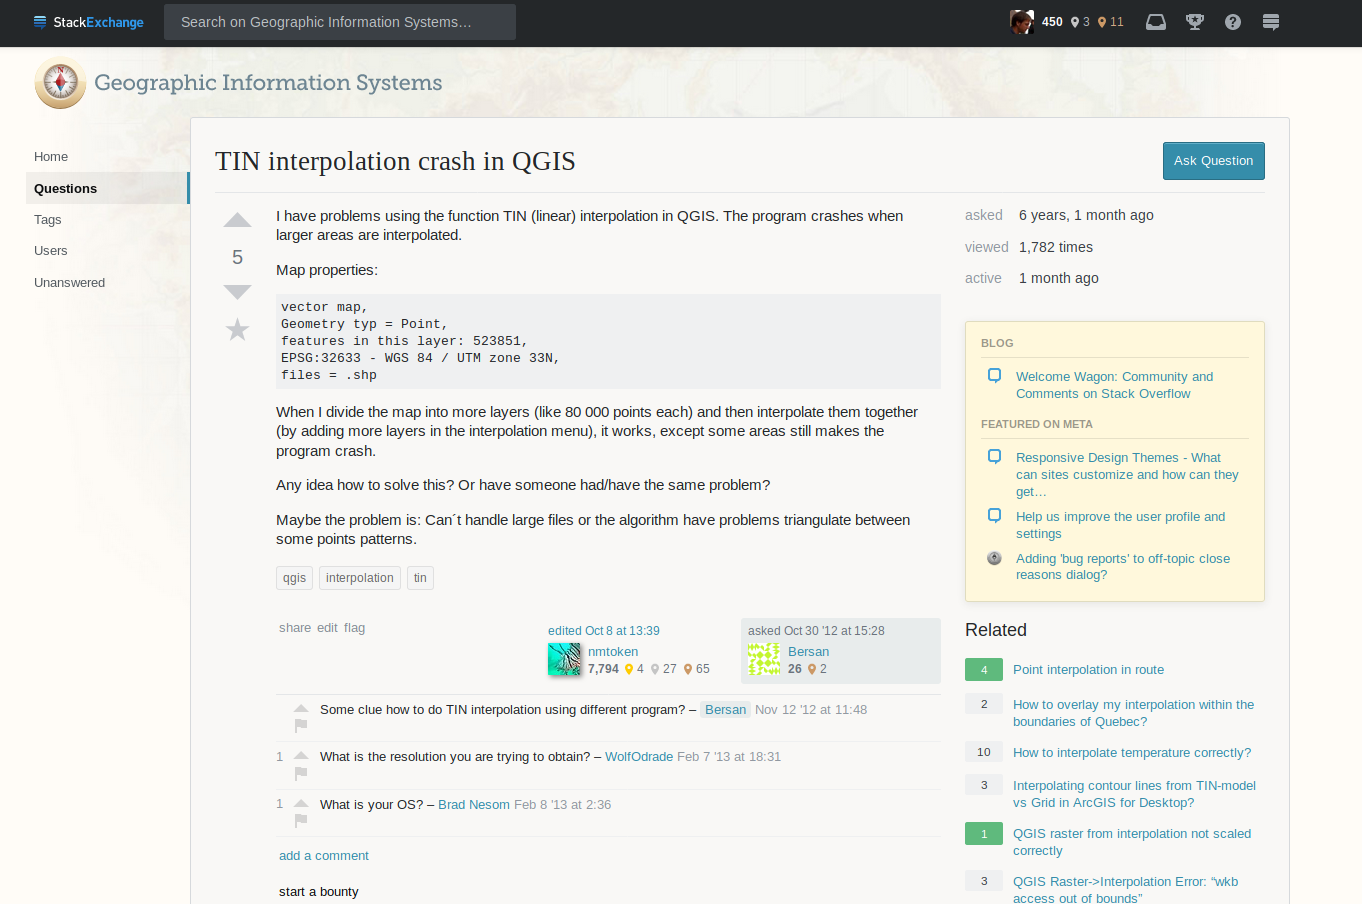 StackExchange
Search on Geographic Information Systems…
450 3 11
?
N
Geographic Information Systems
Home
Questions
Tags
Users
Unanswered
TIN interpolation crash in QGIS
Ask Question
5
I have problems using the function TIN (linear) interpolation in QGIS. The program crashes when
larger areas are interpolated.
Map properties:
vector map,
Geometry typ = Point,
features in this layer: 523851,
EPSG:32633 - WGS 84 / UTM zone 33N,
files = .shp
When I divide the map into more layers (like 80 000 points each) and then interpolate them together
(by adding more layers in the interpolation menu), it works, except some areas still makes the
program crash.
Any idea how to solve this? Or have someone had/have the same problem?
Maybe the problem is: Can´t handle large files or the algorithm have problems triangulate between
some points patterns.
qgis interpolation tin
share edit flag
edited Oct 8 at 13:39
nmtoken
7,794 4 27 65
asked Oct 30 '12 at 15:28
Bersan
26 2
Some clue how to do TIN interpolation using different program? – Bersan Nov 12 '12 at 11:48
1 What is the resolution you are trying to obtain? – WolfOdrade Feb 7 '13 at 18:31
1 What is your OS? – Brad Nesom Feb 8 '13 at 2:36
add a comment
start a bounty
asked 6 years, 1 month ago
viewed 1,782 times
active 1 month ago
BLOG
Welcome Wagon: Community and
Comments on Stack Overflow
FEATURED ON META
Responsive Design Themes - What
can sites customize and how can they
get…
Help us improve the user profile and
settings
Adding 'bug reports' to off-topic close
reasons dialog?
Related
4 Point interpolation in route
2 How to overlay my interpolation within the
boundaries of Quebec?
10 How to interpolate temperature correctly?
3 Interpolating contour lines from TIN-model
vs Grid in ArcGIS for Desktop?
1 QGIS raster from interpolation not scaled
correctly
3 QGIS Raster->Interpolation Error: “wkb
access out of bounds”